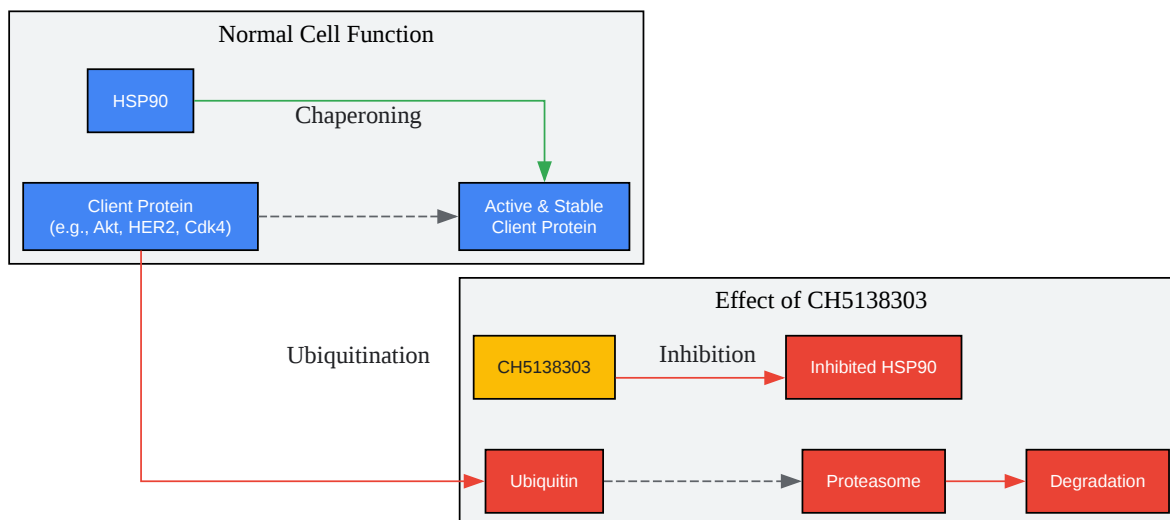 Normal Cell Function
HSP90
Chaperoning
Client Protein
(e.g., Akt, HER2, Cdk4)
Active & Stable
Client Protein
Effect of CH5138303
Ubiquitination
CH5138303
Inhibition
Inhibited HSP90
Ubiquitin
Proteasome
Degradation